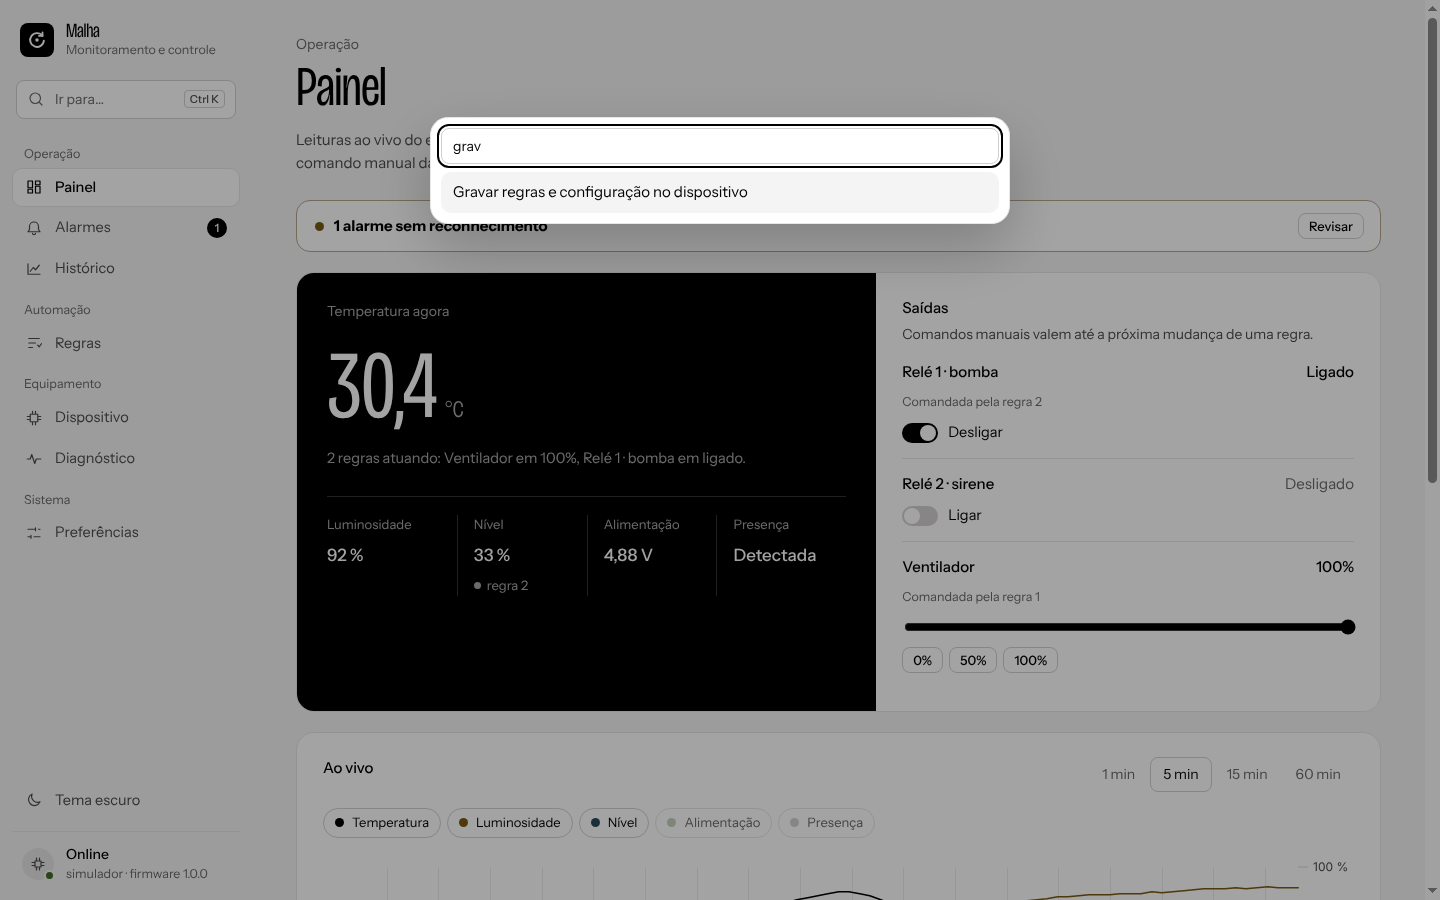 Malha
Monitoramento e controle
Ir para...
Ctrl K
Operação
Painel
Alarmes
1
Histórico
Automação
Regras
Equipamento
Dispositivo
Diagnóstico
Sistema
Preferências
Tema escuro
Online
simulador · firmware 1.0.0
Operação
Painel
Leituras ao vivo do
comando manual
grav
Gravar regras e configuração no dispositivo
1 alarme sem reconhecimento
Revisar
Temperatura agora
30,4 °C
2 regras atuando: Ventilador em 100%, Relé 1 · bomba em ligado.
Luminosidade
92 %
Nível
33 %
regra 2
Alimentação
4,88 V
Presença
Detectada
Saídas
Comandos manuais valem até a próxima mudança de uma regra.
Relé 1 · bomba
Ligado
Comandada pela regra 2
Desligar
Relé 2 · sirene
Desligado
Ligar
Ventilador
100%
Comandada pela regra 1
0%
50%
100%
Ao vivo
1 min
5 min
15 min
60 min
Temperatura
Luminosidade
Nível
Alimentação
Presença
100 %